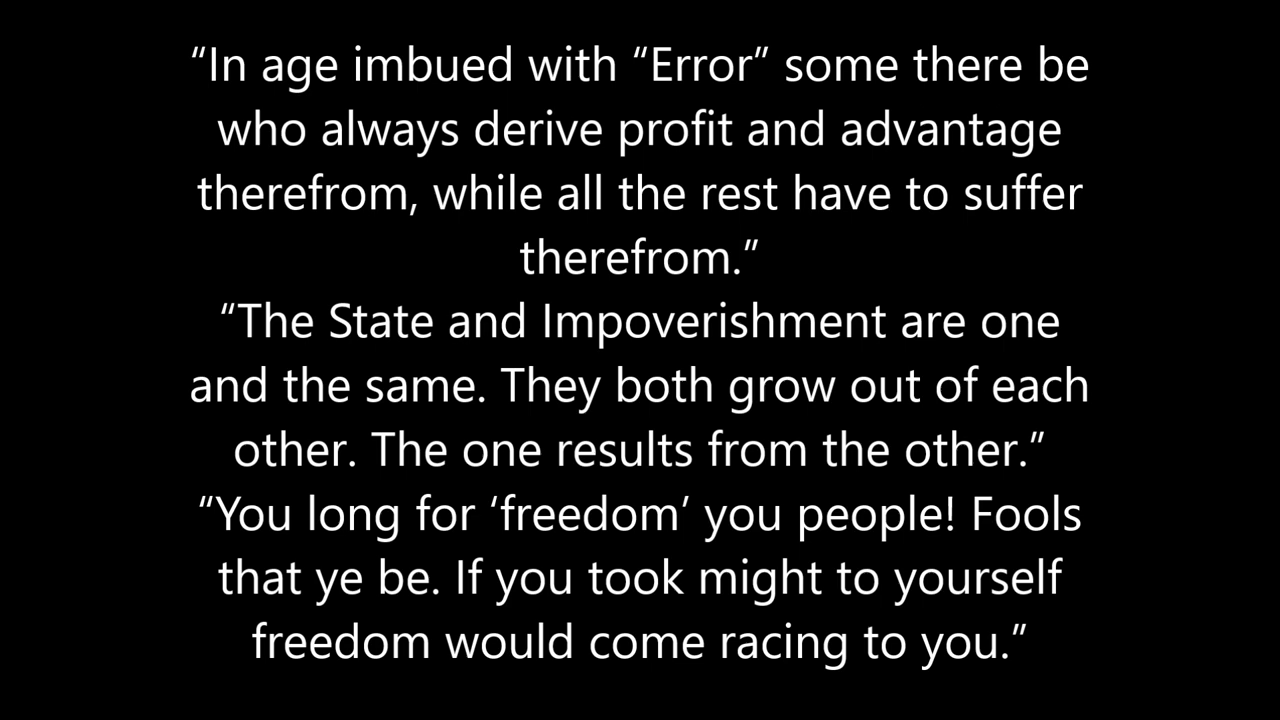 “In age imbued with “Error” some there be
who always derive profit and advantage
therefrom, while all the rest have to suffer
therefrom.”
“The State and Impoverishment are one
and the same. They both grow out of each
other. The one results from the other.”
“You long for ‘freedom’ you people! Fools
that ye be. If you took might to yourself
freedom would come racing to you.”